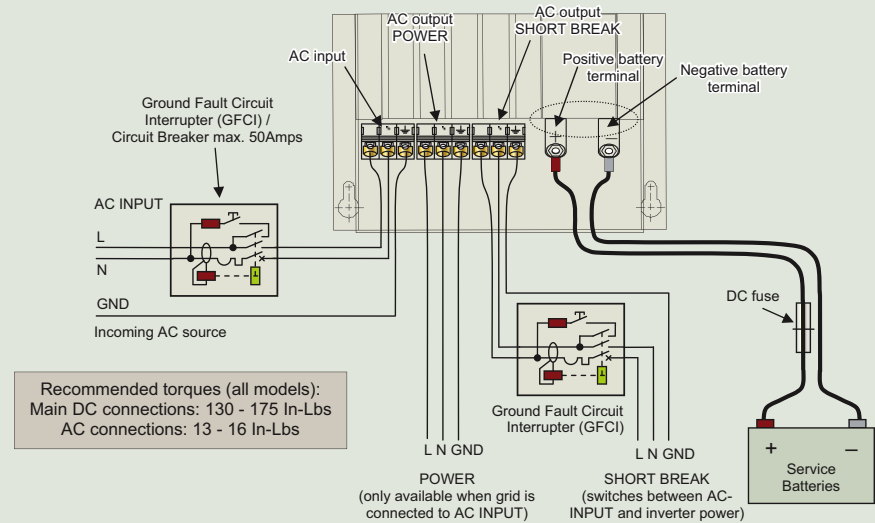 AC output
POWER
AC output
SHORT BREAK
AC input
Positive battery
terminal
Negative battery
terminal
Ground Fault Circuit
Interrupter (GFCI) /
Circuit Breaker max. 50Amps
AC INPUT
L
N
GND
Incoming AC source
DC fuse
Recommended torques (all models):
Main DC connections: 130 - 175 In-Lbs
AC connections: 13 - 16 In-Lbs
Ground Fault Circuit
Interrupter (GFCI)
L N GND
POWER
(only available when grid is
connected to AC INPUT)
L N GND
SHORT BREAK
(switches between AC-
INPUT and inverter power)
+ –
Service
Batteries